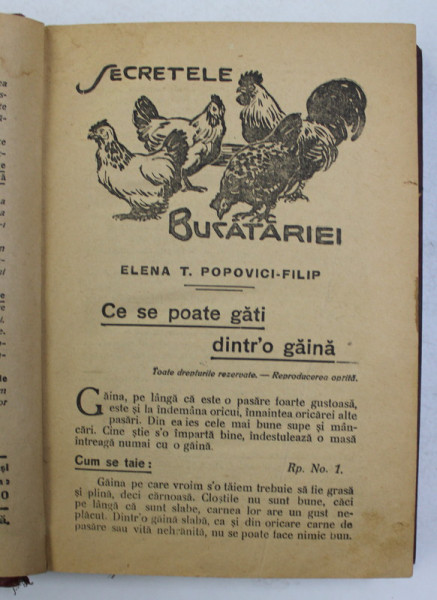 SECRETELE
BUCĂTĂRIEI
ELENA T. POPOVICI-FILIP
Ce se poate găti
dintr'o găină
Toate drepturile rezervate. — Reproducerea oprită.
Găina, pe lângă că este o pasăre foarte gustoasă,
este și la îndemâna oricui, înnaintea oricărei alte
pasări. Din ea ies cele mai bune supe și mân-
cări. Cine știe s'o împartă bine, îndestulează o masă
întreagă numai cu o găină.
Cum se taie: Rp. No. 1.
Găina pe care vroim s'o tăiem trebuie să fie grasă
și plină, deci cărnoasă. Cloștile nu sunt bune, căci
pe lângă că sunt slabe, carnea lor are un gust ne-
plăcut. Dintr'o găină slabă, ca și din oricare carne de
pasăre sau vită nehrănită, nu se poate face nimic bun.